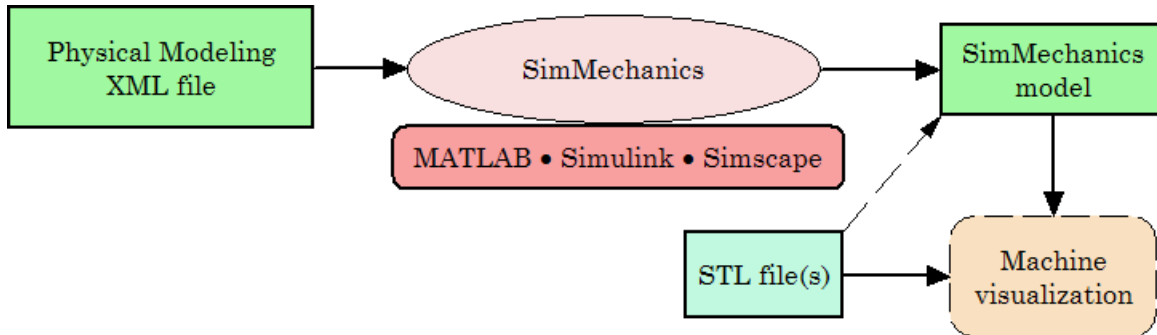 Physical Modeling
XML file
SimMechanics
SimMechanics
model
MATLAB • Simulink • Simscape
STL file(s)
Machine
visualization